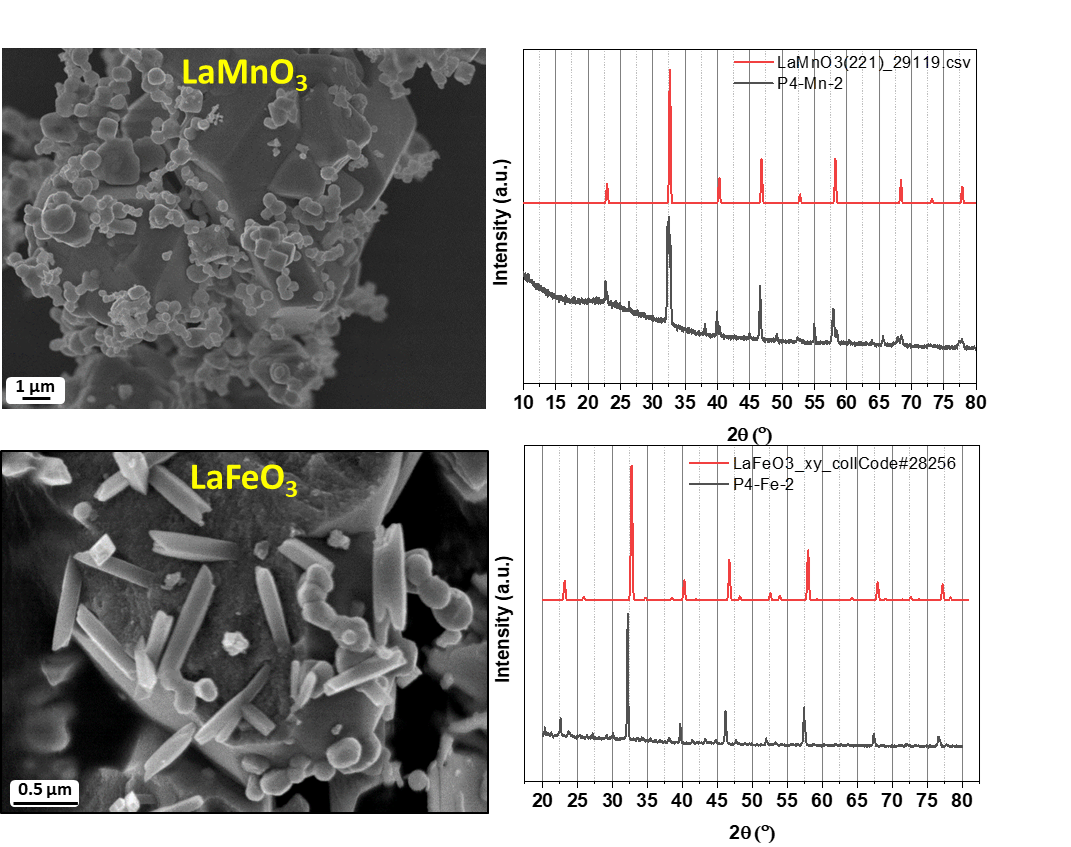 LaMnO3
1 µm
LaMnO3(221)_29119.csv
P4-Mn-2
Intensity (a.u.)
10 15 20 25 30 35 40 45 50 55 60 65 70 75 80
2θ (°)
LaFeO3
0.5 µm
LaFeO3_xy_collCode#28256
P4-Fe-2
Intensity (a.u.)
20 25 30 35 40 45 50 55 60 65 70 75 80
2θ (°)